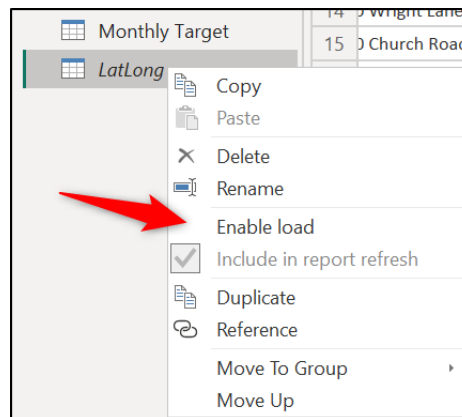 14 Wright Lane
Monthly Target
15 Church Road
LatLong
Copy
Paste
Delete
Rename
Enable load
Include in report refresh
Duplicate
Reference
Move To Group
Move Up